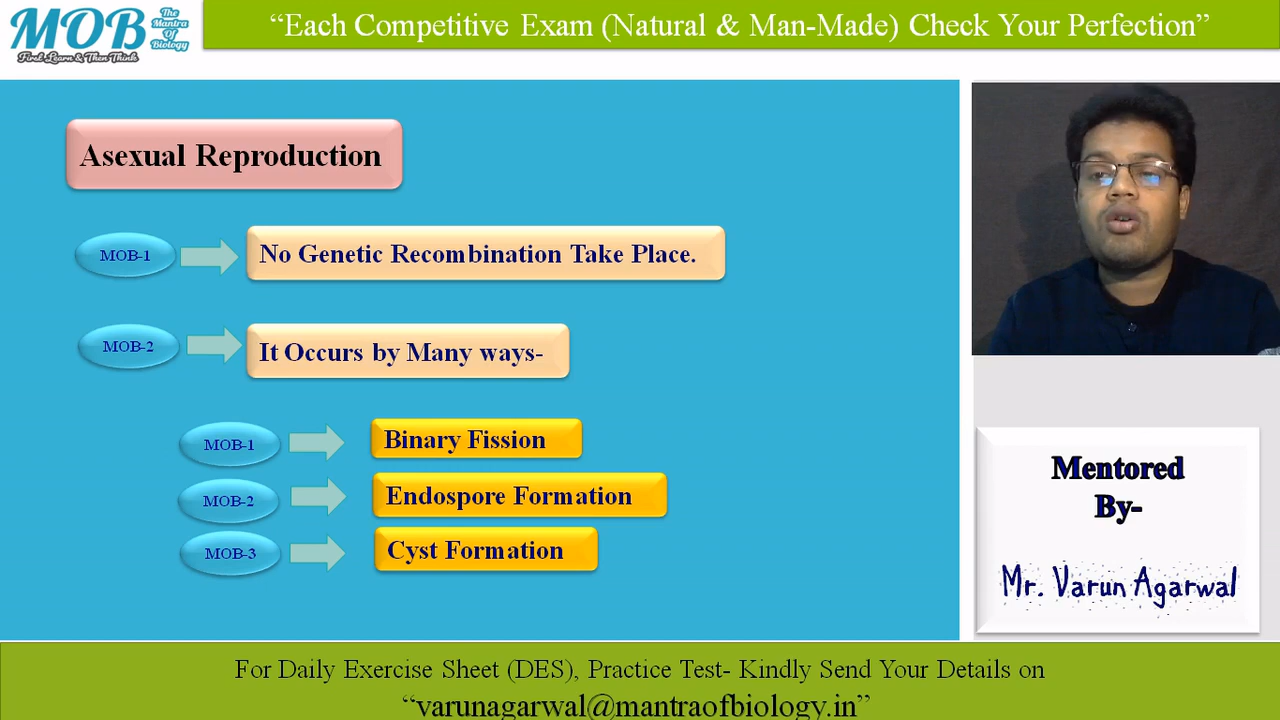 MOB
The
Mantra
Of
Biology
First Learn & Then Think
“Each Competitive Exam (Natural & Man-Made) Check Your Perfection”
Asexual Reproduction
MOB-1
No Genetic Recombination Take Place.
MOB-2
It Occurs by Many ways-
MOB-1
Binary Fission
MOB-2
Endospore Formation
MOB-3
Cyst Formation
Mentored
By-
Mr. Varun Agarwal
For Daily Exercise Sheet (DES), Practice Test- Kindly Send Your Details on
“varunagarwal@mantraofbiology.in”